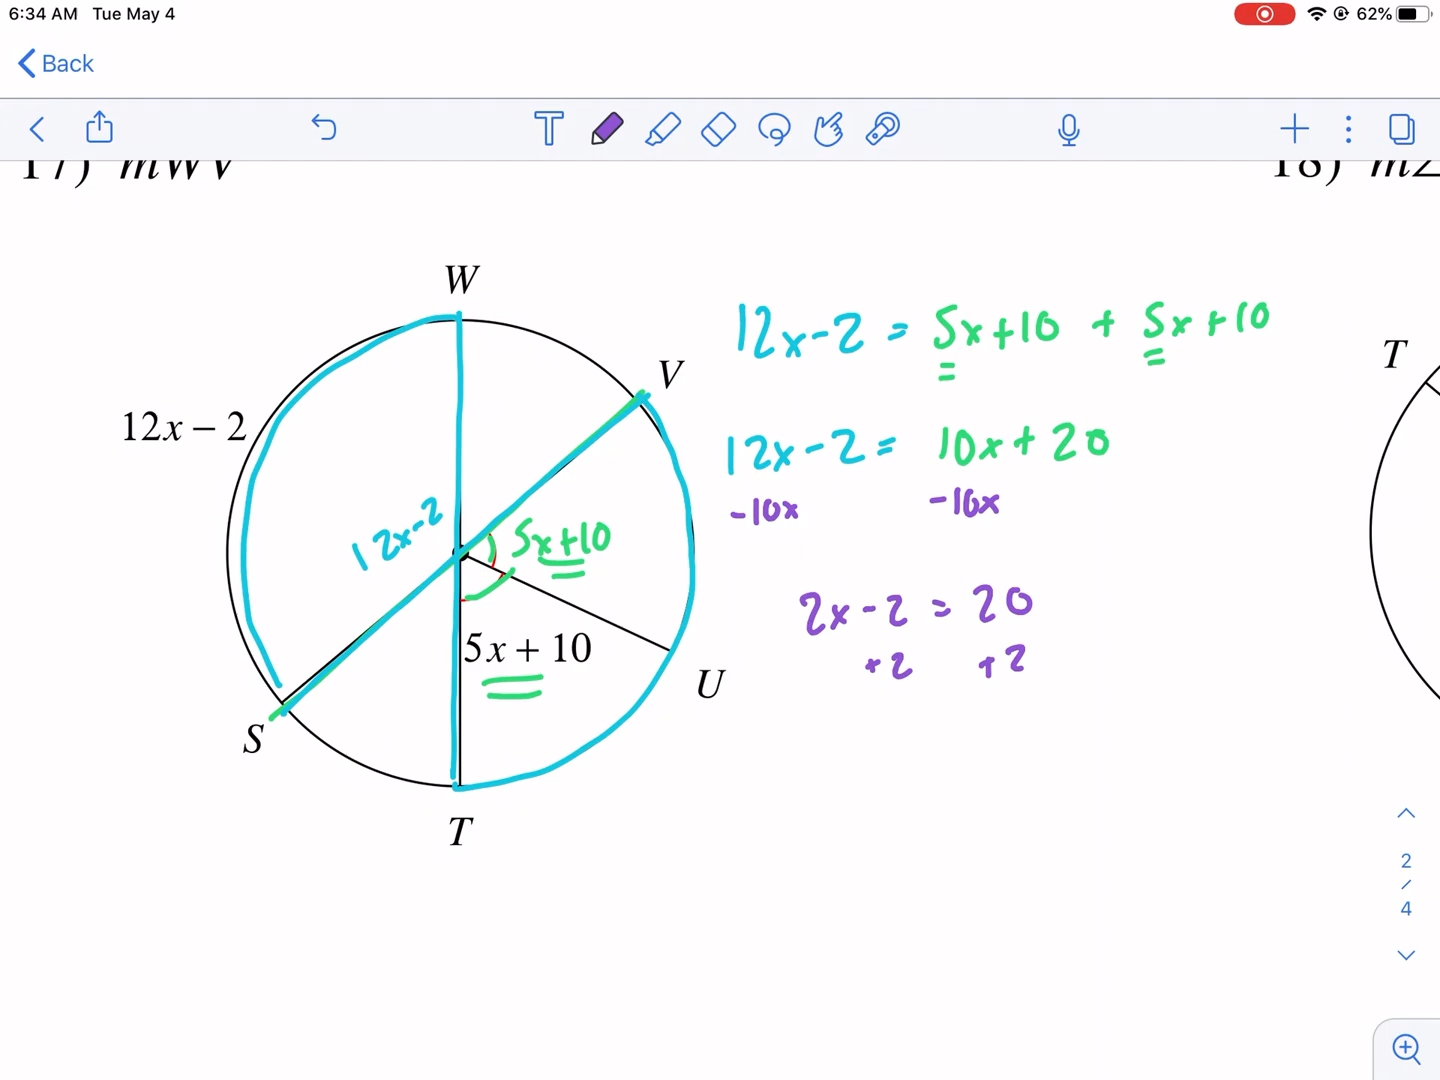 6:34 AM Tue May 4
62%
Back
T
17) mWV
18) m∠
W
V
12x − 2
12x-2
5x+10
5x + 10
U
S
T
12x-2 = 5x+10 + 5x+10
12x-2 = 10x+20
-10x -10x
2x-2 = 20
+2 +2
T
2
/
4